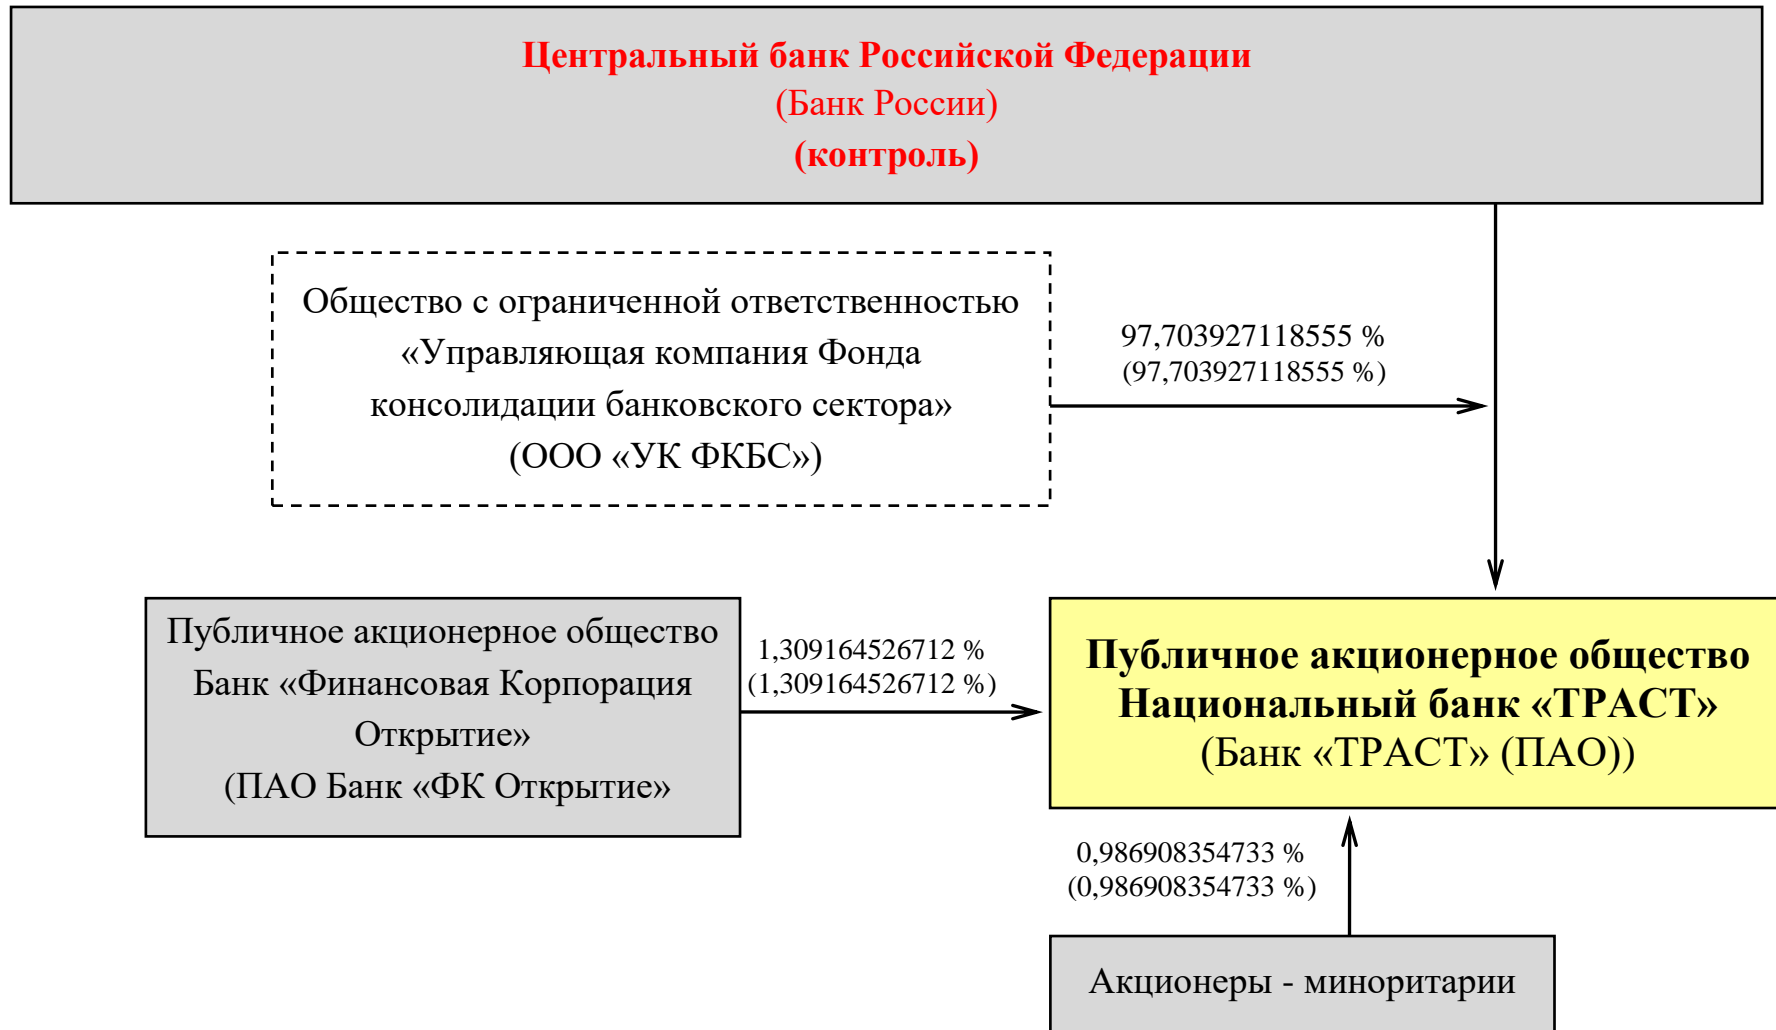 Центральный банк Российской Федерации
(Банк России)
(контроль)
Общество с ограниченной ответственностью
«Управляющая компания Фонда
консолидации банковского сектора»
(ООО «УК ФКБС»)
97,703927118555 %
(97,703927118555 %)
Публичное акционерное общество
Банк «Финансовая Корпорация
Открытие»
(ПАО Банк «ФК Открытие»
1,309164526712 %
(1,309164526712 %)
Публичное акционерное общество
Национальный банк «ТРАСТ»
(Банк «ТРАСТ» (ПАО))
0,986908354733 %
(0,986908354733 %)
Акционеры - миноритарии